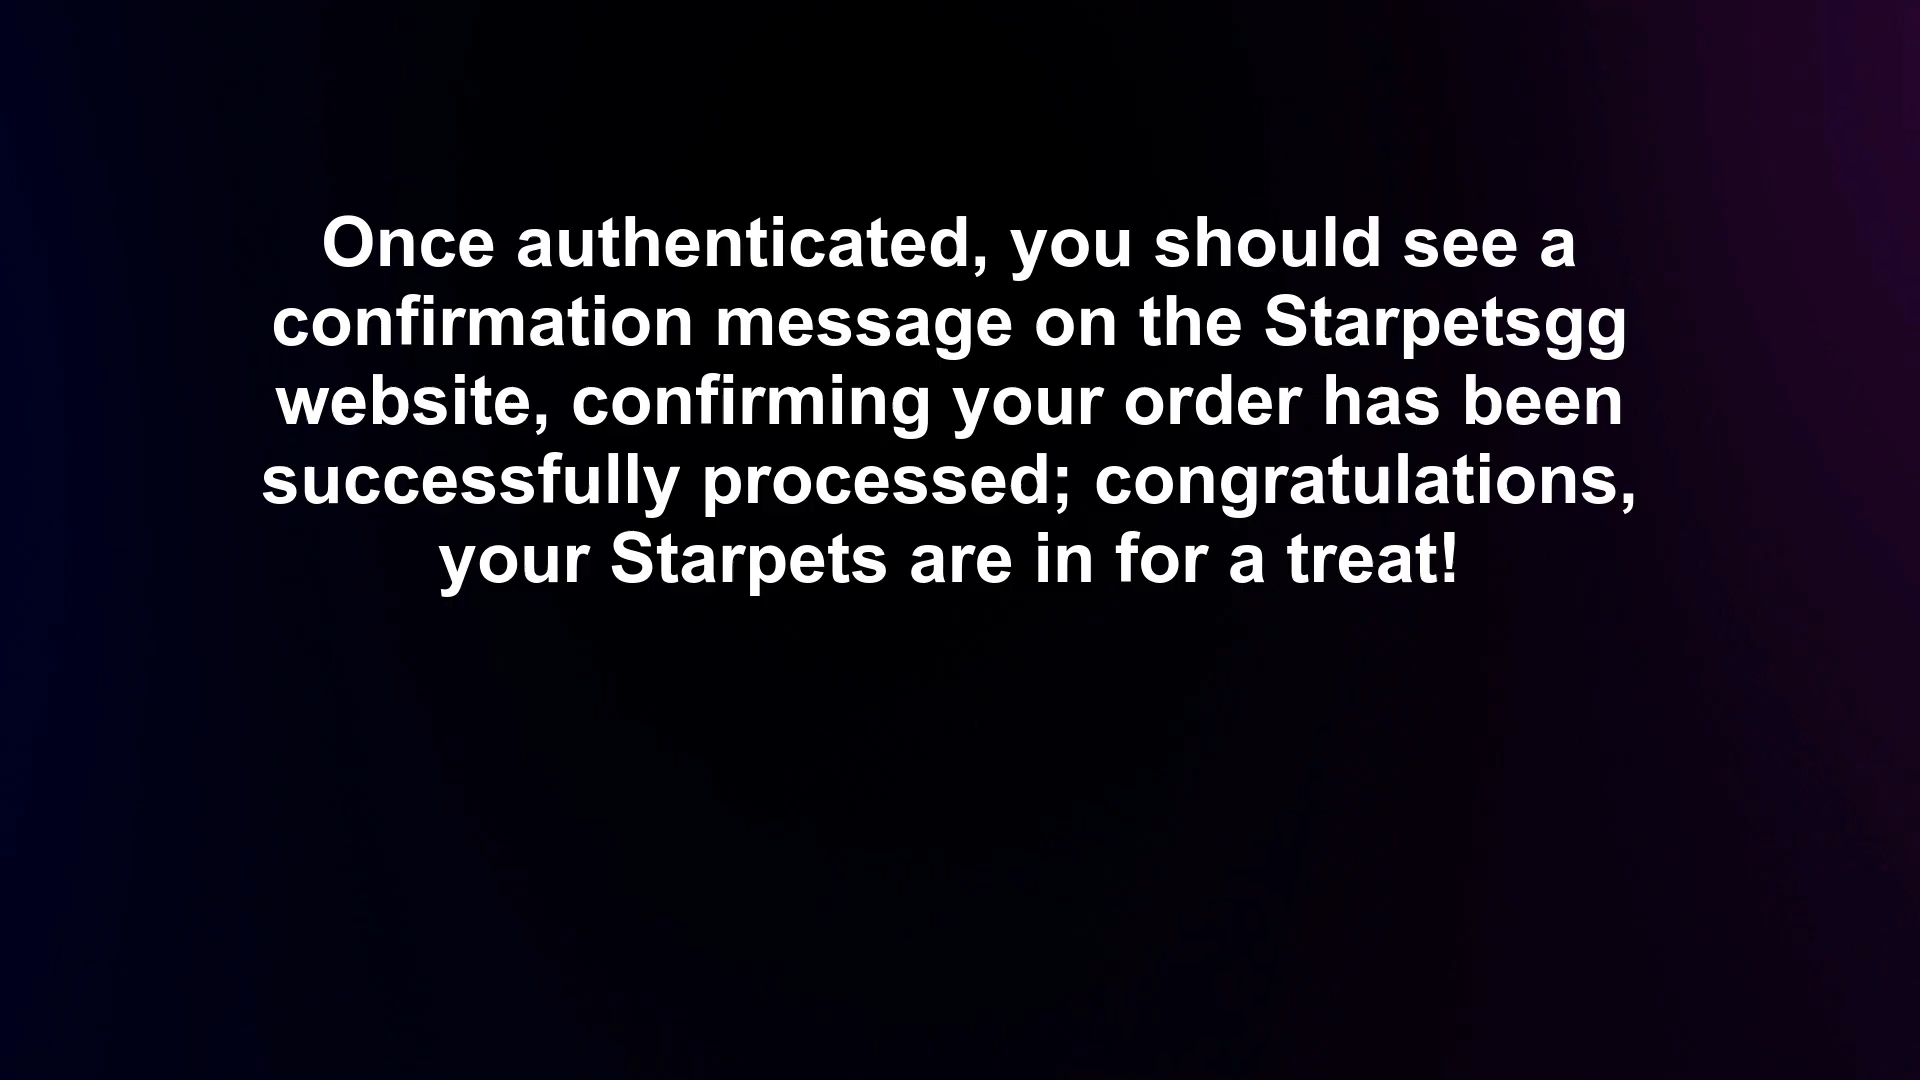 Once authenticated, you should see a
confirmation message on the Starpetsgg
website, confirming your order has been
successfully processed; congratulations,
your Starpets are in for a treat!